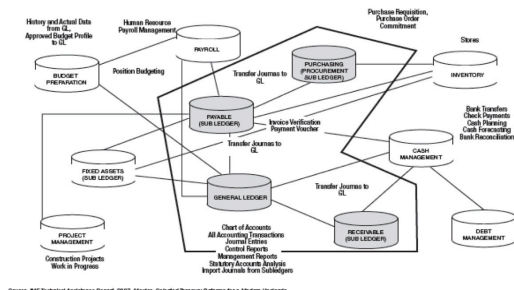 History and Actual Data
from GL,
Approved Budget Profile
to GL
Human Resource
Payroll Management
Purchase Requisition,
Purchase Order
Commitment
PAYROLL
Stores
BUDGET
PREPARATION
Position Budgeting
Transfer Journals to
GL
PURCHASING
(PROCUREMENT
SUB LEDGER)
INVENTORY
PAYABLE
(SUB LEDGER)
Invoice Verification
Payment Voucher
Bank Transfers
Check Payments
Cash Planning
Cash Forecasting
Bank Reconciliation
Transfer Journals to
GL
CASH
MANAGEMENT
FIXED ASSETS
(SUB LEDGER)
GENERAL LEDGER
Transfer Journals to
GL
PROJECT
MANAGEMENT
RECEIVABLE
(SUB LEDGER)
DEBT
MANAGEMENT
Construction Projects
Work in Progress
Chart of Accounts
All Accounting Transactions
Journal Entries
Control Reports
Management Reports
Statutory Accounts Analysis
Import Journals from Subledgers